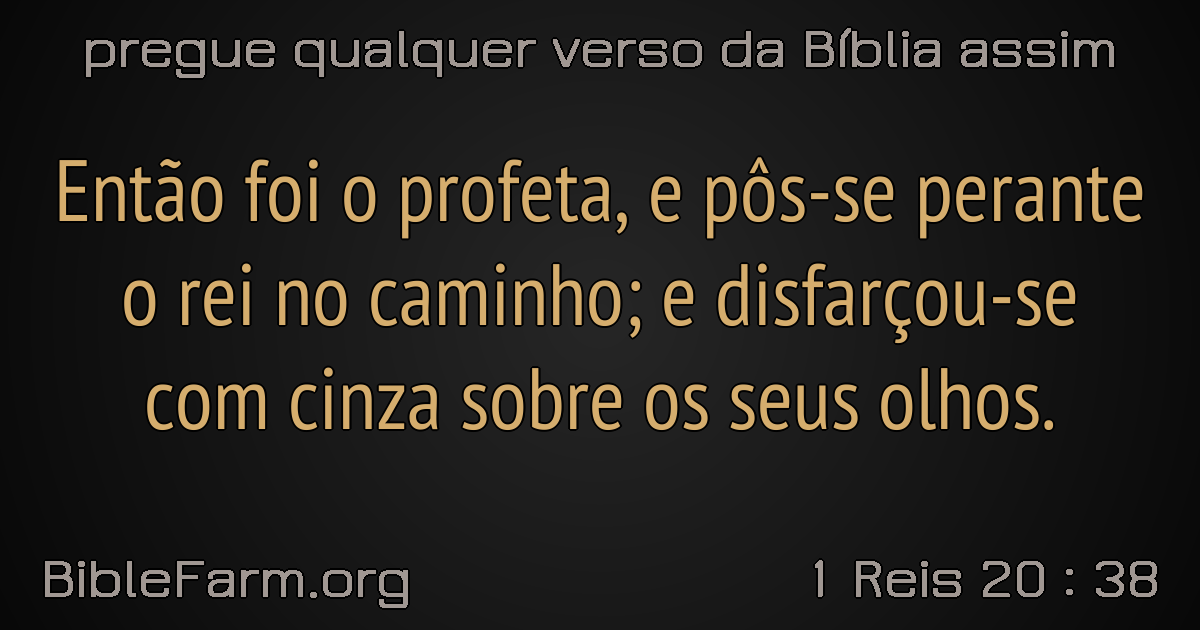 pregue qualquer verso da Bíblia assim
Então foi o profeta, e pôs-se perante
o rei no caminho; e disfarçou-se
com cinza sobre os seus olhos.
BibleFarm.org
1 Reis 20 : 38